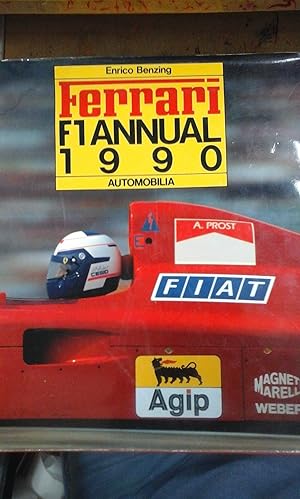 Enrico Benzing
Ferrari
F1 ANNUAL
1990
AUTOMOBILIA
A. PROST
FIAT
Agip
MAGNETI
MARELLI
WEBER